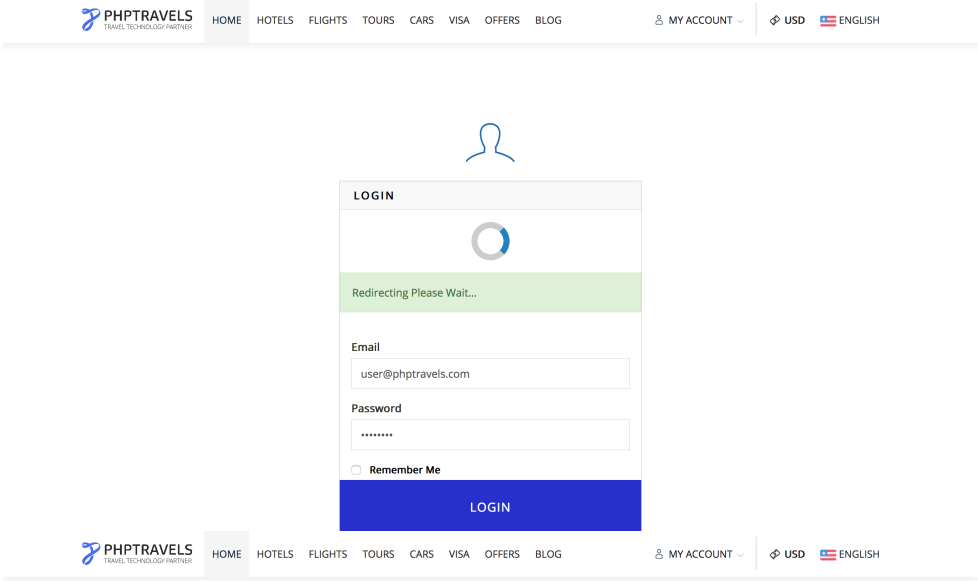 PHPTRAVELS
TRAVEL TECHNOLOGY PARTNER
HOME HOTELS FLIGHTS TOURS CARS VISA OFFERS BLOG MY ACCOUNT USD ENGLISH
LOGIN
Redirecting Please Wait...
Email
user@phptravels.com
Password
••••••••
Remember Me
LOGIN
PHPTRAVELS
TRAVEL TECHNOLOGY PARTNER
HOME HOTELS FLIGHTS TOURS CARS VISA OFFERS BLOG MY ACCOUNT USD ENGLISH